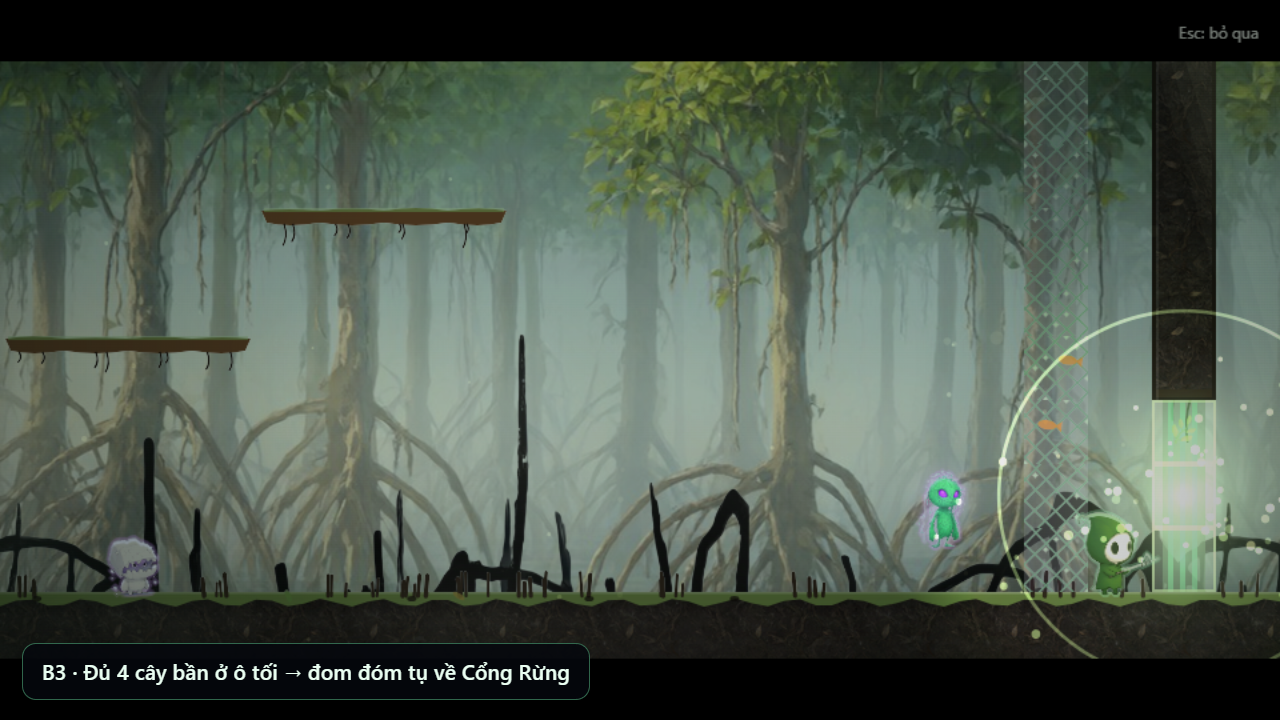 Esc: bỏ qua
B3 · Đủ 4 cây bần ở ô tối → đom đóm tụ về Cổng Rừng